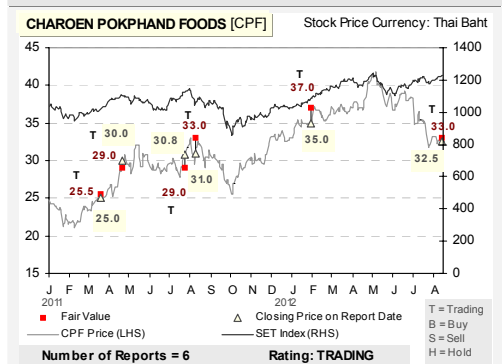 CHAROEN POKPHAND FOODS [CPF] Stock Price Currency: Thai Baht
45 1400
40 1200
35 1000
30 800
25 600
20 400
15 200
0
T 37.0
T 30.0 30.8 T 33.0 T 33.0
29.0 35.0 32.5
T 25.5 29.0 31.0
25.0 T
J F M A M J J A S O N D J F M A M J J A
2011 2012
Fair Value Closing Price on Report Date
CPF Price (LHS) SET Index (RHS)
T = Trading
B = Buy
S = Sell
H = Hold
Number of Reports = 6 Rating: TRADING